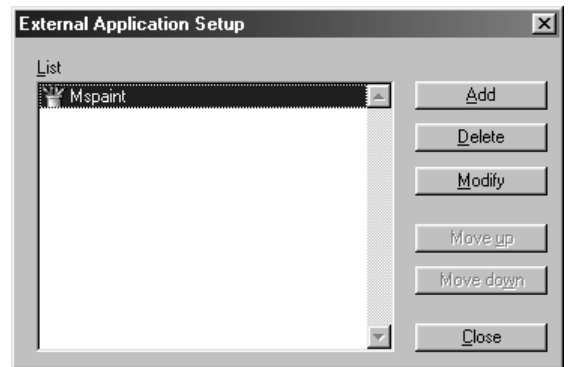 External Application Setup
List
Mspaint
Add
Delete
Modify
Move up
Move down
Close